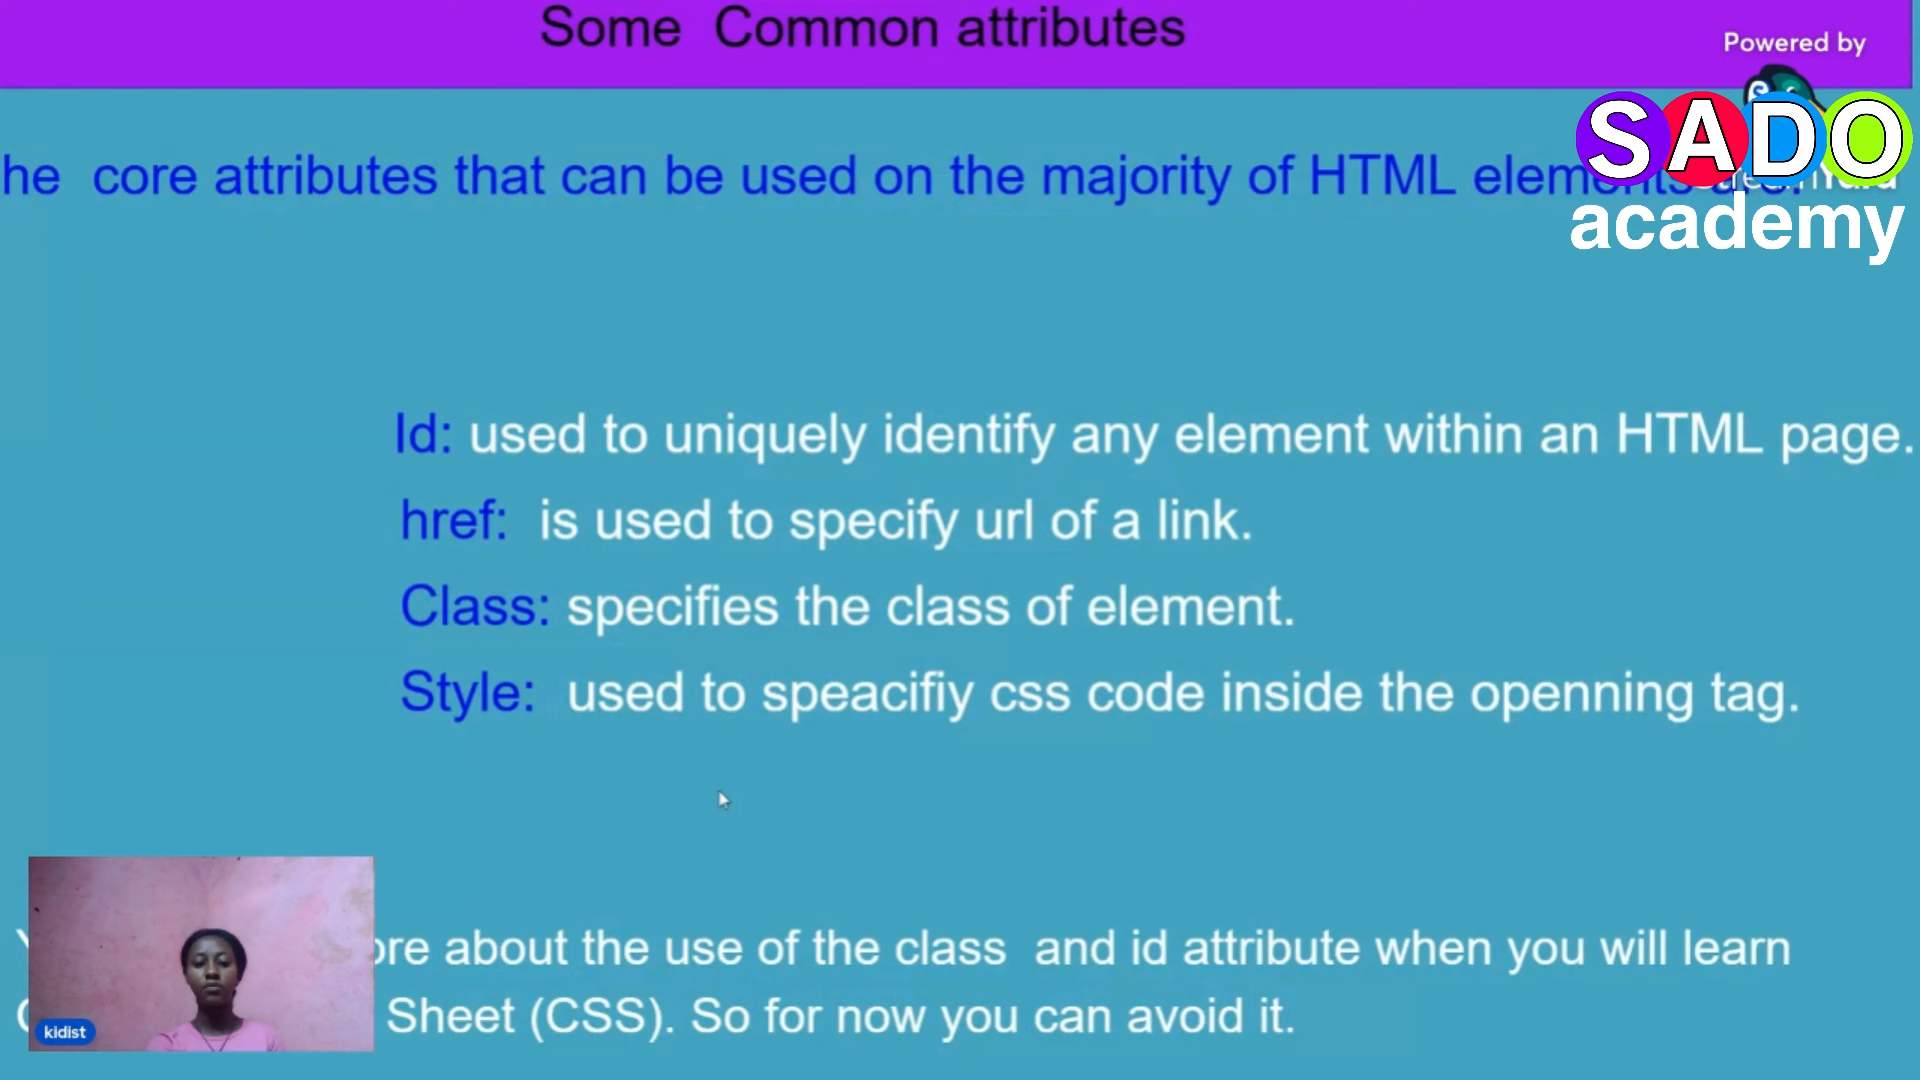 Some Common attributes
Powered by
SADO
academy
he core attributes that can be used on the majority of HTML elements
Id: used to uniquely identify any element within an HTML page.
href: is used to specify url of a link.
Class: specifies the class of element.
Style: used to speacifiy css code inside the openning tag.
ore about the use of the class and id attribute when you will learn
Sheet (CSS). So for now you can avoid it.
kidist